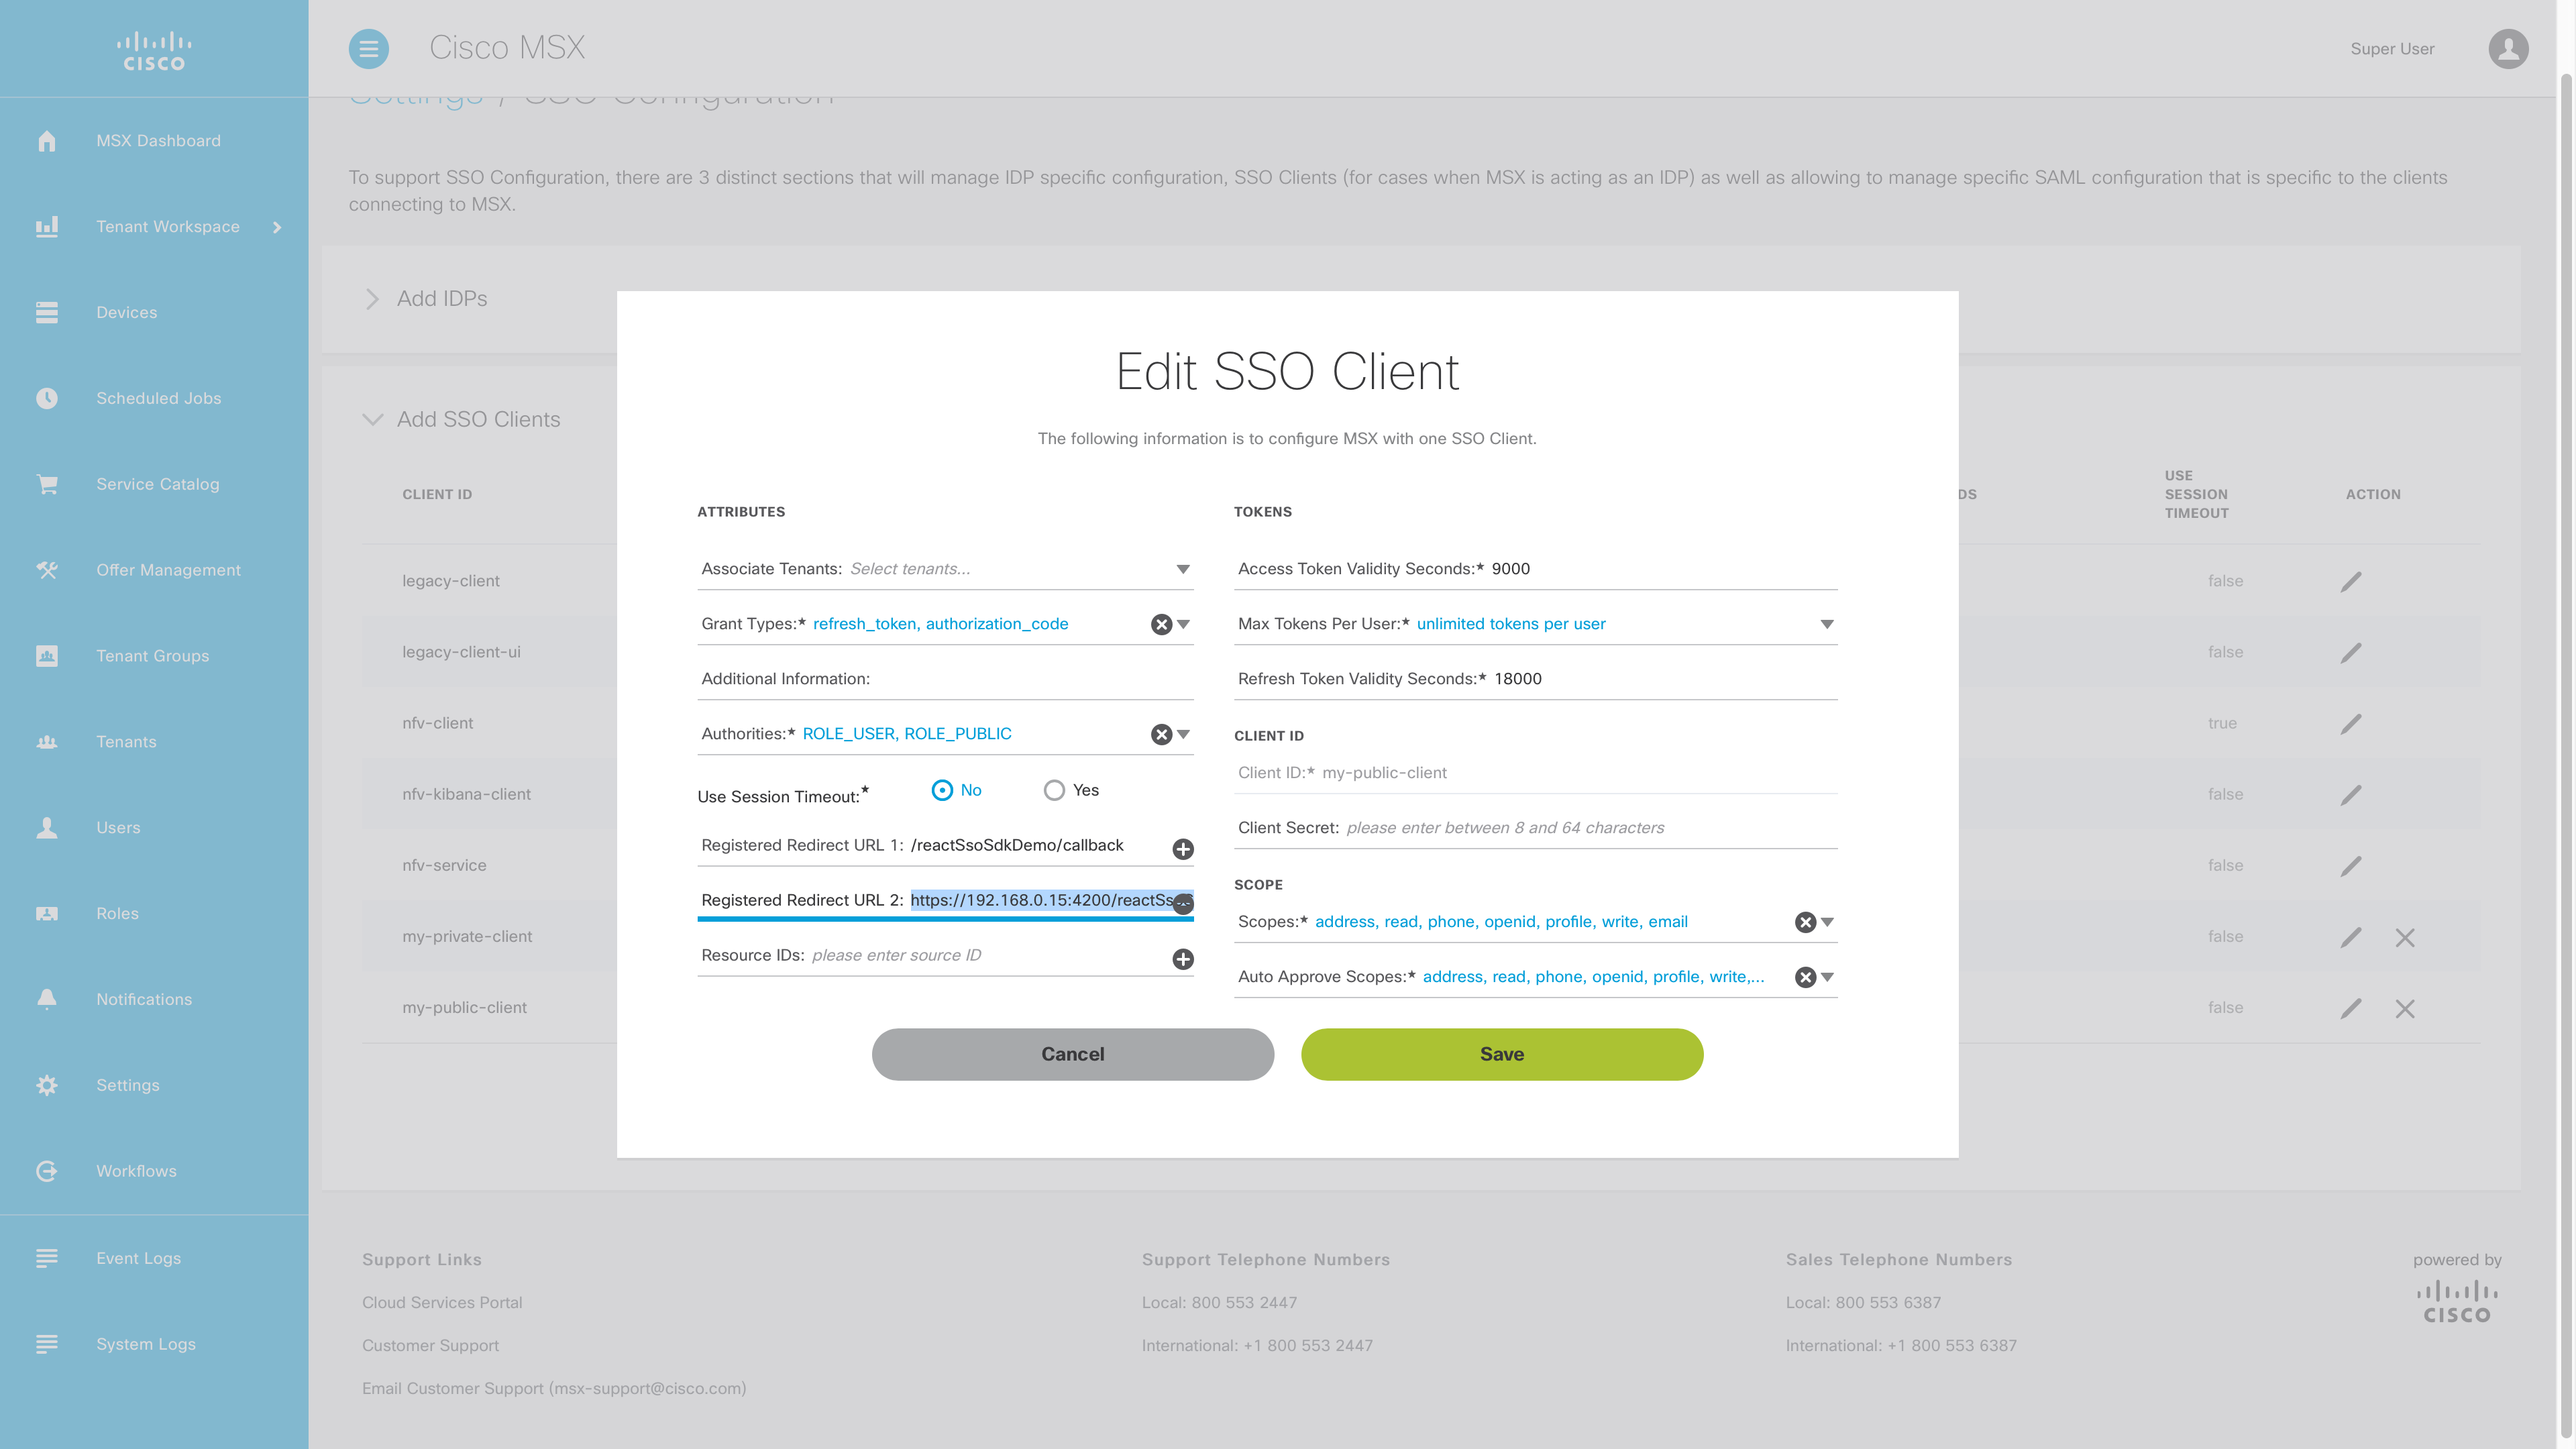 CISCO
Cisco MSX
Super User
Settings / SSO Configuration
MSX Dashboard
Tenant Workspace
Devices
Scheduled Jobs
Service Catalog
Offer Management
Tenant Groups
Tenants
Users
Roles
Notifications
Settings
Workflows
Event Logs
System Logs
To support SSO Configuration, there are 3 distinct sections that will manage IDP specific configuration, SSO Clients (for cases when MSX is acting as an IDP) as well as allowing to manage specific SAML configuration that is specific to the clients
connecting to MSX.
Add IDPs
Add SSO Clients
CLIENT ID
DS
USE
SESSION
TIMEOUT
ACTION
legacy-client
false
legacy-client-ui
false
nfv-client
true
nfv-kibana-client
false
nfv-service
false
my-private-client
false
my-public-client
false
Edit SSO Client
The following information is to configure MSX with one SSO Client.
ATTRIBUTES
Associate Tenants: Select tenants...
Grant Types:* refresh_token, authorization_code
Additional Information:
Authorities:* ROLE_USER, ROLE_PUBLIC
Use Session Timeout:* No Yes
Registered Redirect URL 1: /reactSsoSdkDemo/callback
Registered Redirect URL 2: https://192.168.0.15:4200/reactSs
Resource IDs: please enter source ID
TOKENS
Access Token Validity Seconds:* 9000
Max Tokens Per User:* unlimited tokens per user
Refresh Token Validity Seconds:* 18000
CLIENT ID
Client ID:* my-public-client
Client Secret: please enter between 8 and 64 characters
SCOPE
Scopes:* address, read, phone, openid, profile, write, email
Auto Approve Scopes:* address, read, phone, openid, profile, write,...
Cancel
Save
Support Links
Cloud Services Portal
Customer Support
Email Customer Support (msx-support@cisco.com)
Support Telephone Numbers
Local: 800 553 2447
International: +1 800 553 2447
Sales Telephone Numbers
Local: 800 553 6387
International: +1 800 553 6387
powered by
CISCO